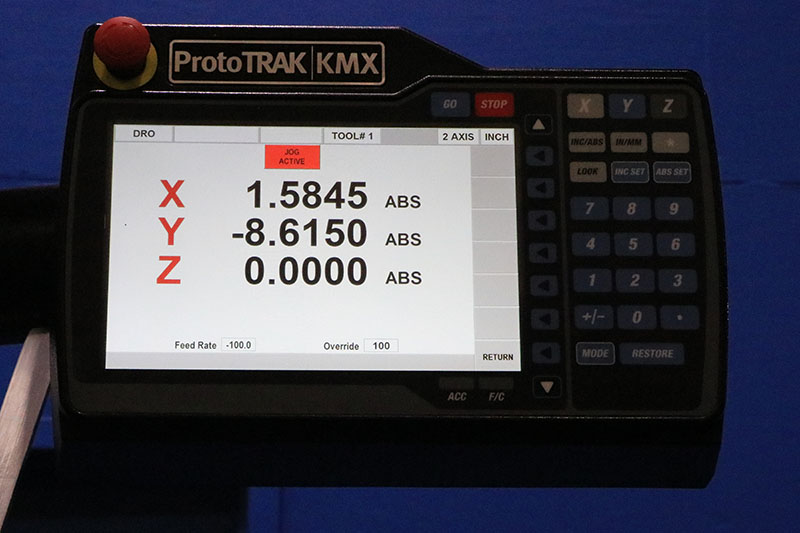 ProtoTRAK KMX
GO STOP
DRO TOOL# 1 2 AXIS INCH
JOG
ACTIVE
X 1.5845 ABS
Y -8.6150 ABS
Z 0.0000 ABS
Feed Rate -100.0 Override 100
RETURN
ACC F/C
X Y Z
INC/ABS IN/MM *
LOOK INC SET ABS SET
7 8 9
4 5 6
1 2 3
+/- 0 .
MODE RESTORE